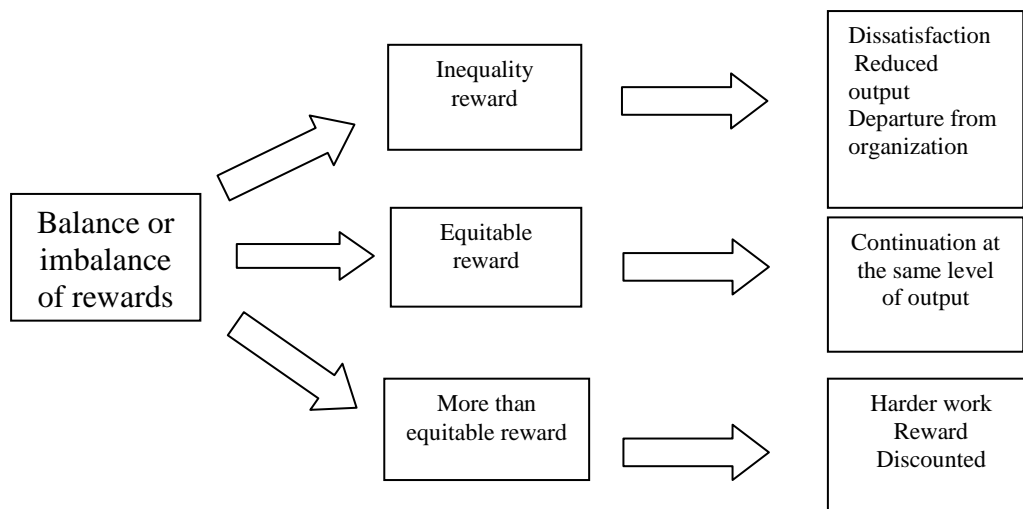 Balance or
imbalance
of rewards
Inequality
reward
Dissatisfaction
Reduced
output
Departure from
organization
Equitable
reward
Continuation at
the same level
of output
More than
equitable reward
Harder work
Reward
Discounted